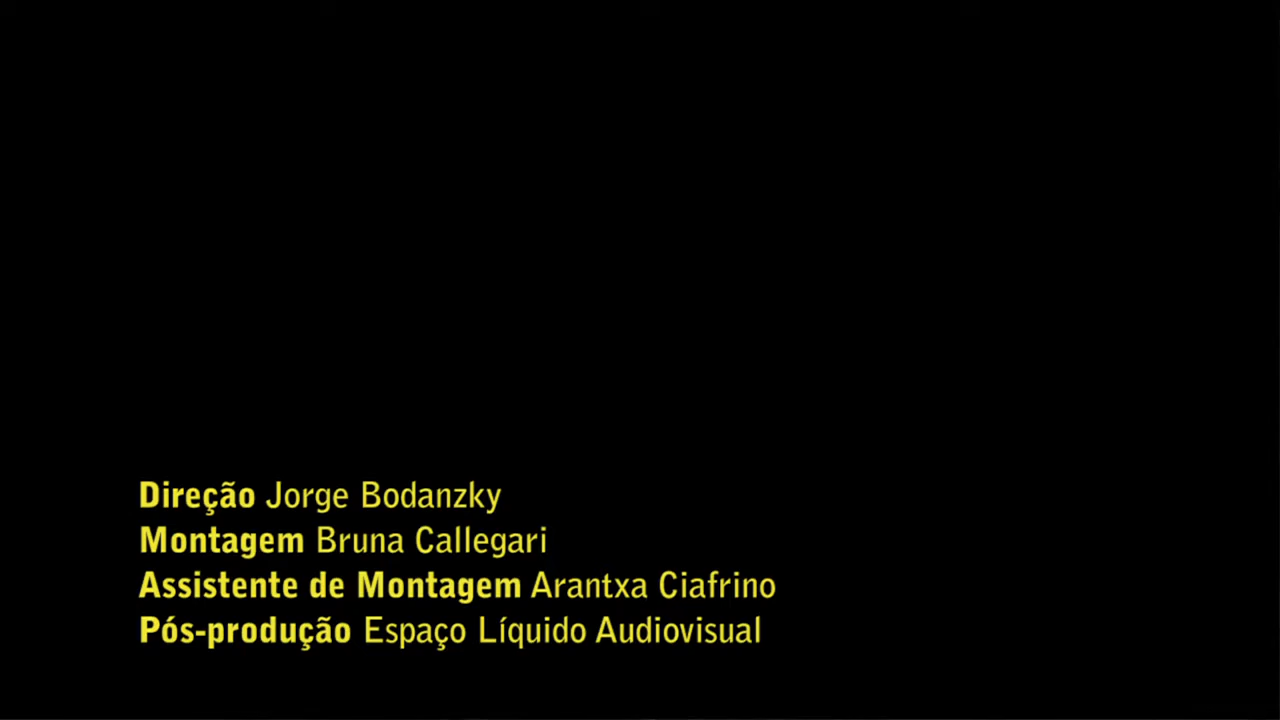 Direção Jorge Bodanzky
Montagem Bruna Callegari
Assistente de Montagem Arantxa Ciafrino
Pós-produção Espaço Líquido Audiovisual